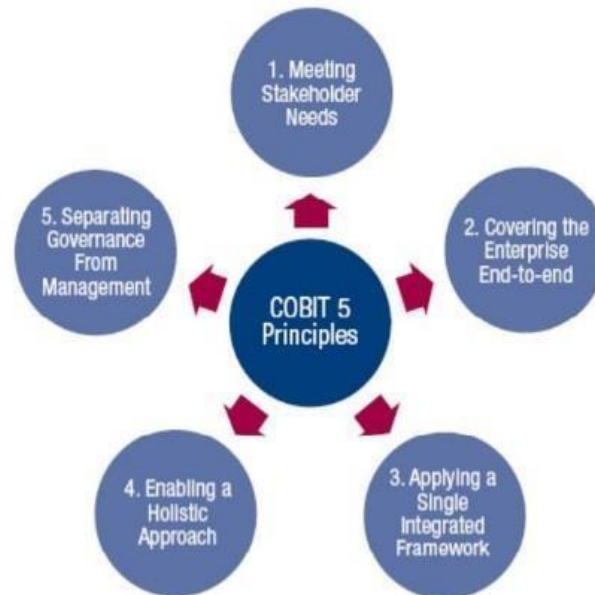 1. Meeting
Stakeholder
Needs
2. Covering the
Enterprise
End-to-end
3. Applying a
Single
Integrated
Framework
4. Enabling a
Holistic
Approach
5. Separating
Governance
From
Management
COBIT 5
Principles